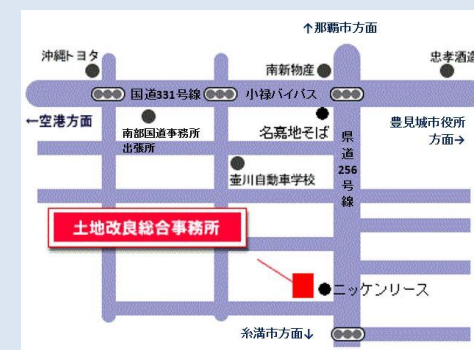 ↑那覇市方面
沖縄トヨタ
南新物産
忠孝酒造
国道331号線
小禄バイパス
←空港方面
南部国道事務所
出張所
名嘉地そば
豊見城市役所
方面→
県道256号線
壷川自動車学校
土地改良総合事務所
ニッケンリース
糸満市方面↓